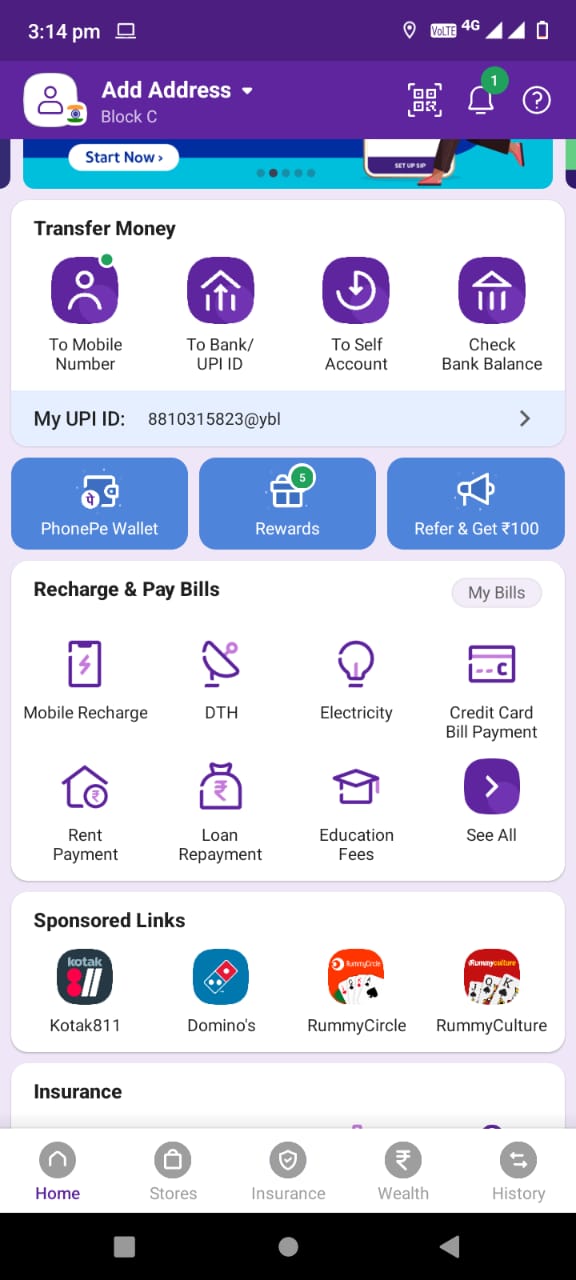 3:14 pm
VoLTE 4G
1
Add Address
Block C
Start Now ›
SET UP SIP
Transfer Money
To Mobile Number
To Bank/ UPI ID
To Self Account
Check Bank Balance
My UPI ID: 8810315823@ybl
पे
5
PhonePe Wallet
Rewards
Refer & Get ₹100
Recharge & Pay Bills
My Bills
Mobile Recharge
DTH
Electricity
Credit Card Bill Payment
Rent Payment
Loan Repayment
Education Fees
See All
Sponsored Links
kotak
811
RummyCircle
Rummyculture
J Q K
Kotak811
Domino's
RummyCircle
RummyCulture
Insurance
Home
Stores
Insurance
Wealth
History